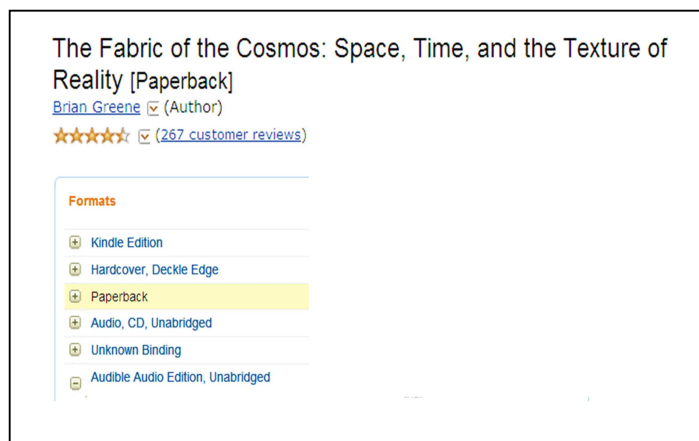 The Fabric of the Cosmos: Space, Time, and the Texture of
Reality [Paperback]
Brian Greene (Author)
(267 customer reviews)
Formats
Kindle Edition
Hardcover, Deckle Edge
Paperback
Audio, CD, Unabridged
Unknown Binding
Audible Audio Edition, Unabridged